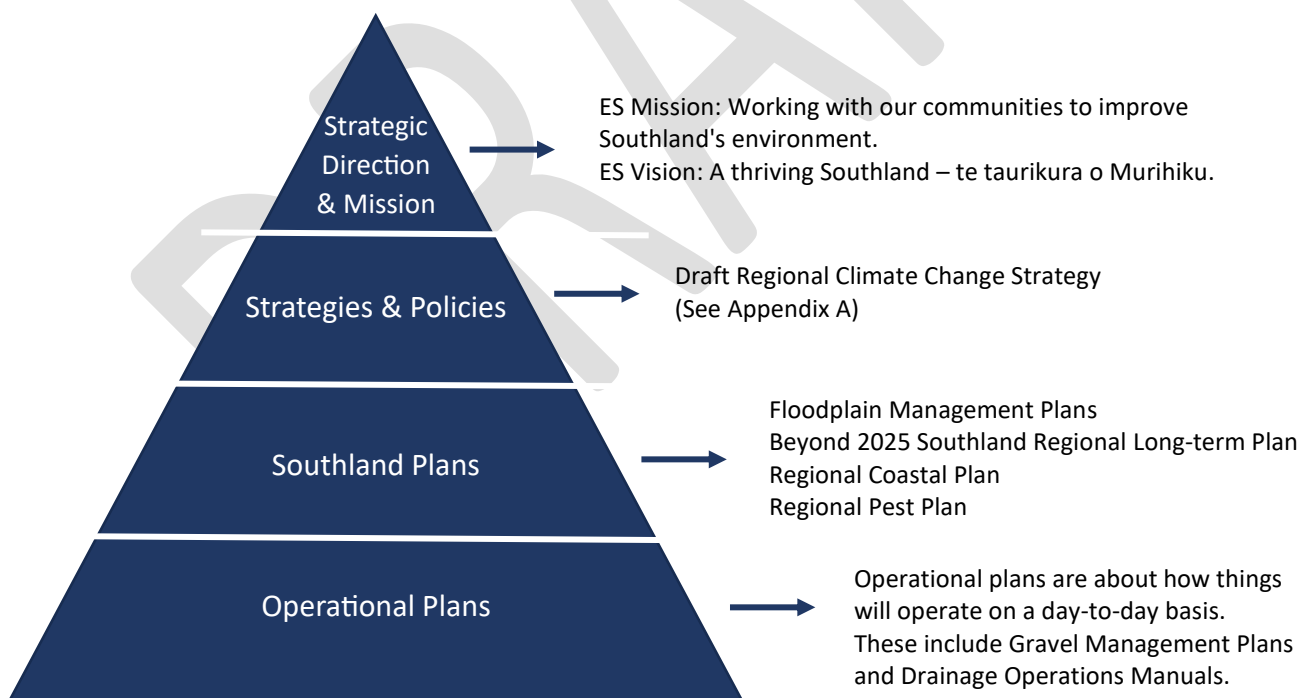 Strategic
Direction
& Mission
ES Mission: Working with our communities to improve
Southland's environment.
ES Vision: A thriving Southland – te taurikura o Murihiku.
Strategies & Policies
Draft Regional Climate Change Strategy
(See Appendix A)
Southland Plans
Floodplain Management Plans
Beyond 2025 Southland Regional Long-term Plan
Regional Coastal Plan
Regional Pest Plan
Operational Plans
Operational plans are about how things
will operate on a day-to-day basis.
These include Gravel Management Plans
and Drainage Operations Manuals.